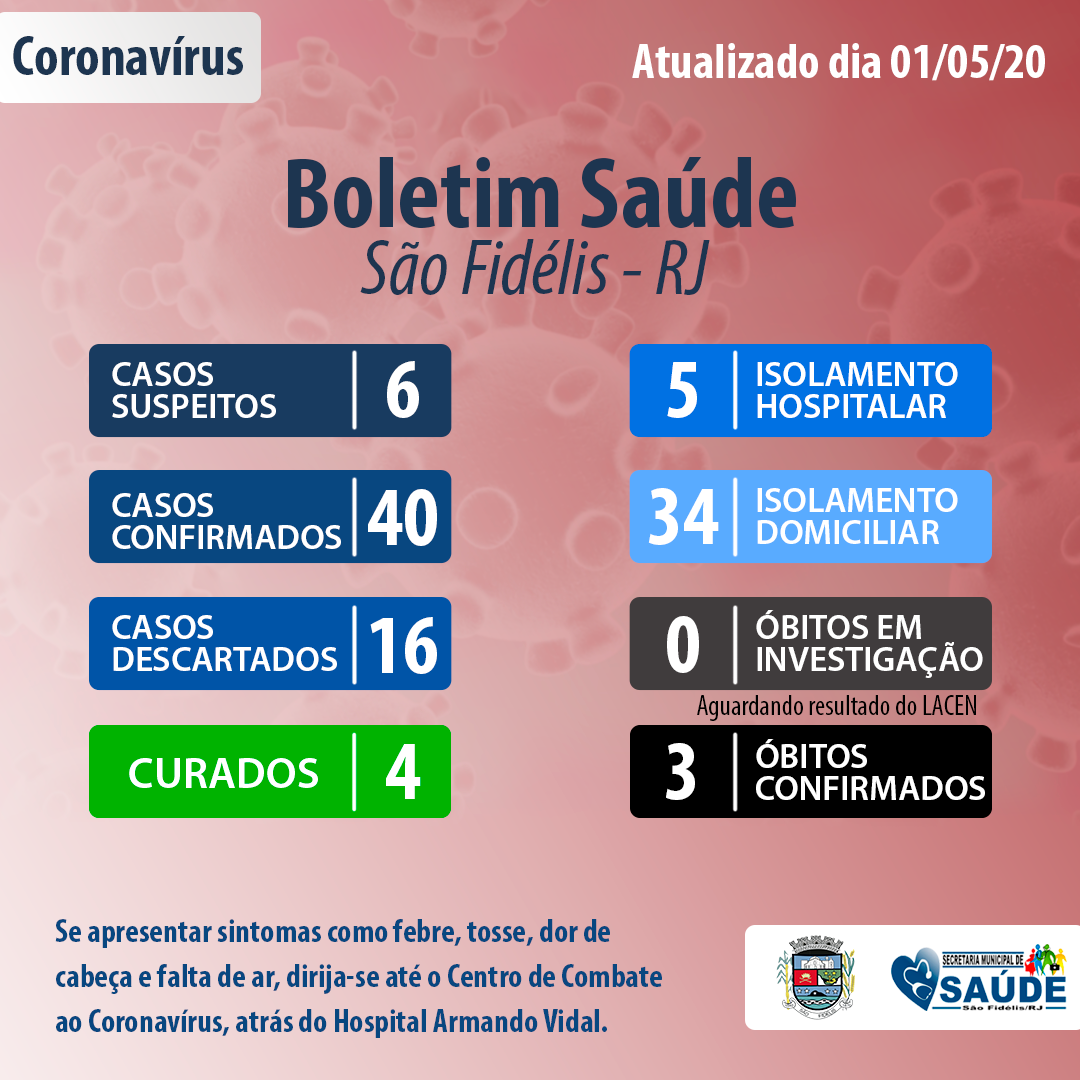 Coronavírus
Atualizado dia 01/05/20
Boletim Saúde
São Fidélis - RJ
CASOS
SUSPEITOS
6
5
ISOLAMENTO
HOSPITALAR
CASOS
CONFIRMADOS
40
34
ISOLAMENTO
DOMICILIAR
CASOS
DESCARTADOS
16
0
ÓBITOS EM
INVESTIGAÇÃO
Aguardando resultado do LACEN
CURADOS
4
3
ÓBITOS
CONFIRMADOS
Se apresentar sintomas como febre, tosse, dor de
cabeça e falta de ar, dirija-se até o Centro de Combate
ao Coronavírus, atrás do Hospital Armando Vidal.
SÃO FIDÉLIS
SECRETARIA MUNICIPAL DE
SAÚDE
São Fidélis/RJ